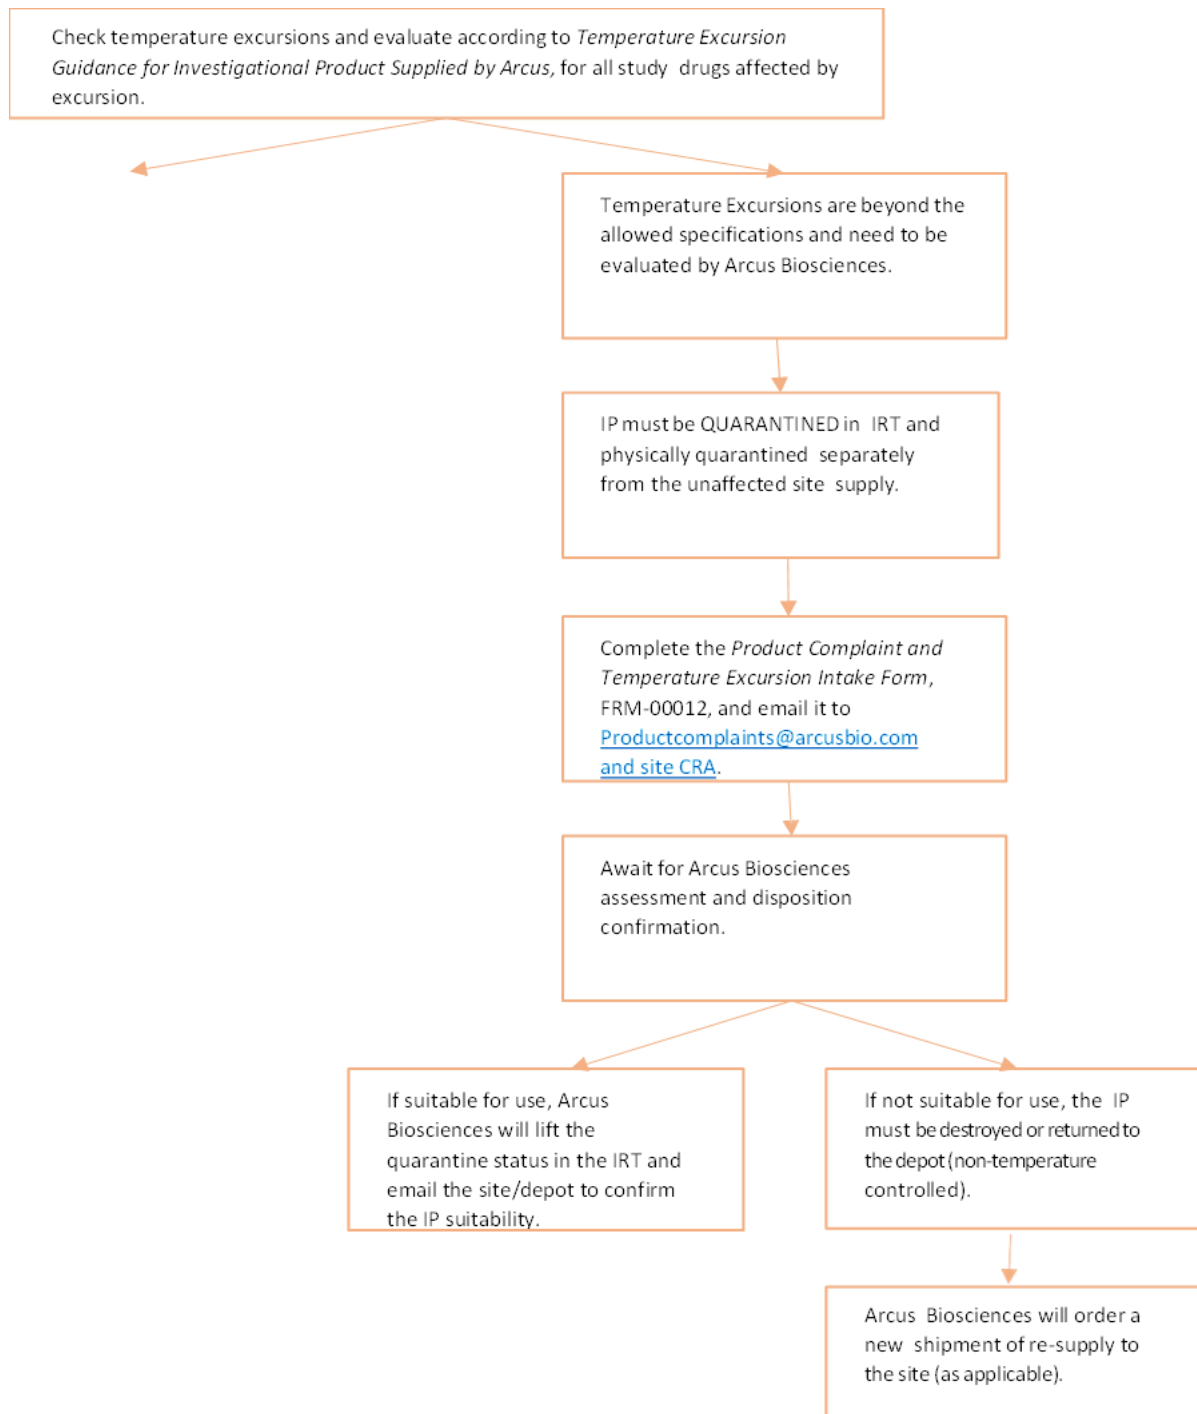 Check temperature excursions and evaluate according to Temperature Excursion
Guidance for Investigational Product Supplied by Arcus, for all study drugs affected by
excursion.
Temperature Excursions are beyond the
allowed specifications and need to be
evaluated by Arcus Biosciences.
IP must be QUARANTINED in IRT and
physically quarantined separately
from the unaffected site supply.
Complete the Product Complaint and
Temperature Excursion Intake Form,
FRM-00012, and email it to
Productcomplaints@arcusbio.com
and site CRA.
Await for Arcus Biosciences
assessment and disposition
confirmation.
If suitable for use, Arcus
Biosciences will lift the
quarantine status in the IRT and
email the site/depot to confirm
the IP suitability.
If not suitable for use, the IP
must be destroyed or returned to
the depot (non-temperature
controlled).
Arcus Biosciences will order a
new shipment of re-supply to
the site (as applicable).